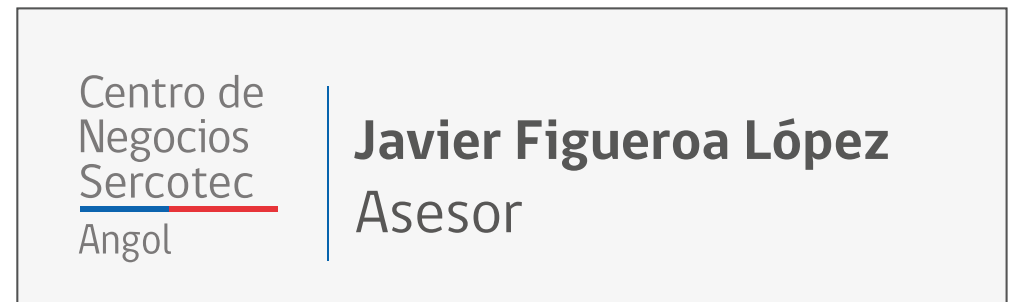 Centro de
Negocios
Sercotec
Angol
Javier Figueroa López
Asesor